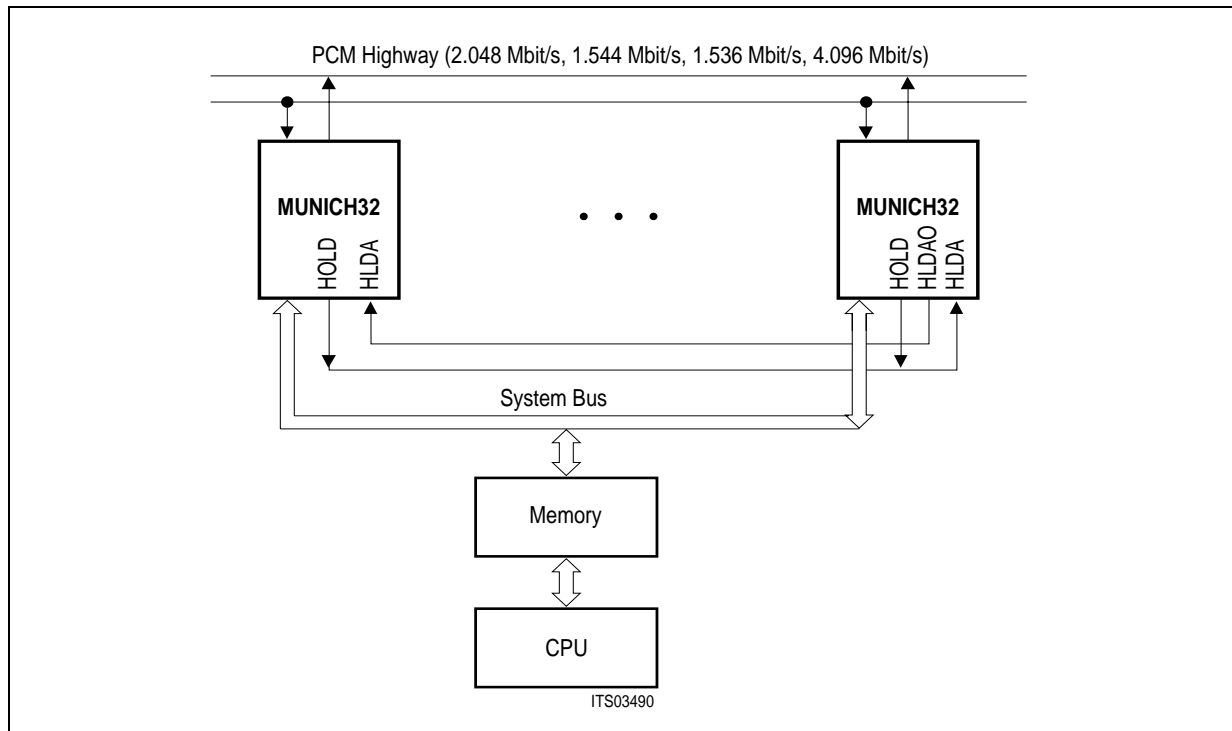 PCM Highway (2.048 Mbit/s, 1.544 Mbit/s, 1.536 Mbit/s, 4.096 Mbit/s)
MUNICH32
MUNICH32
HOLD
HLDA
HOLD
HLDAO
HLDA
System Bus
Memory
CPU
ITS03490